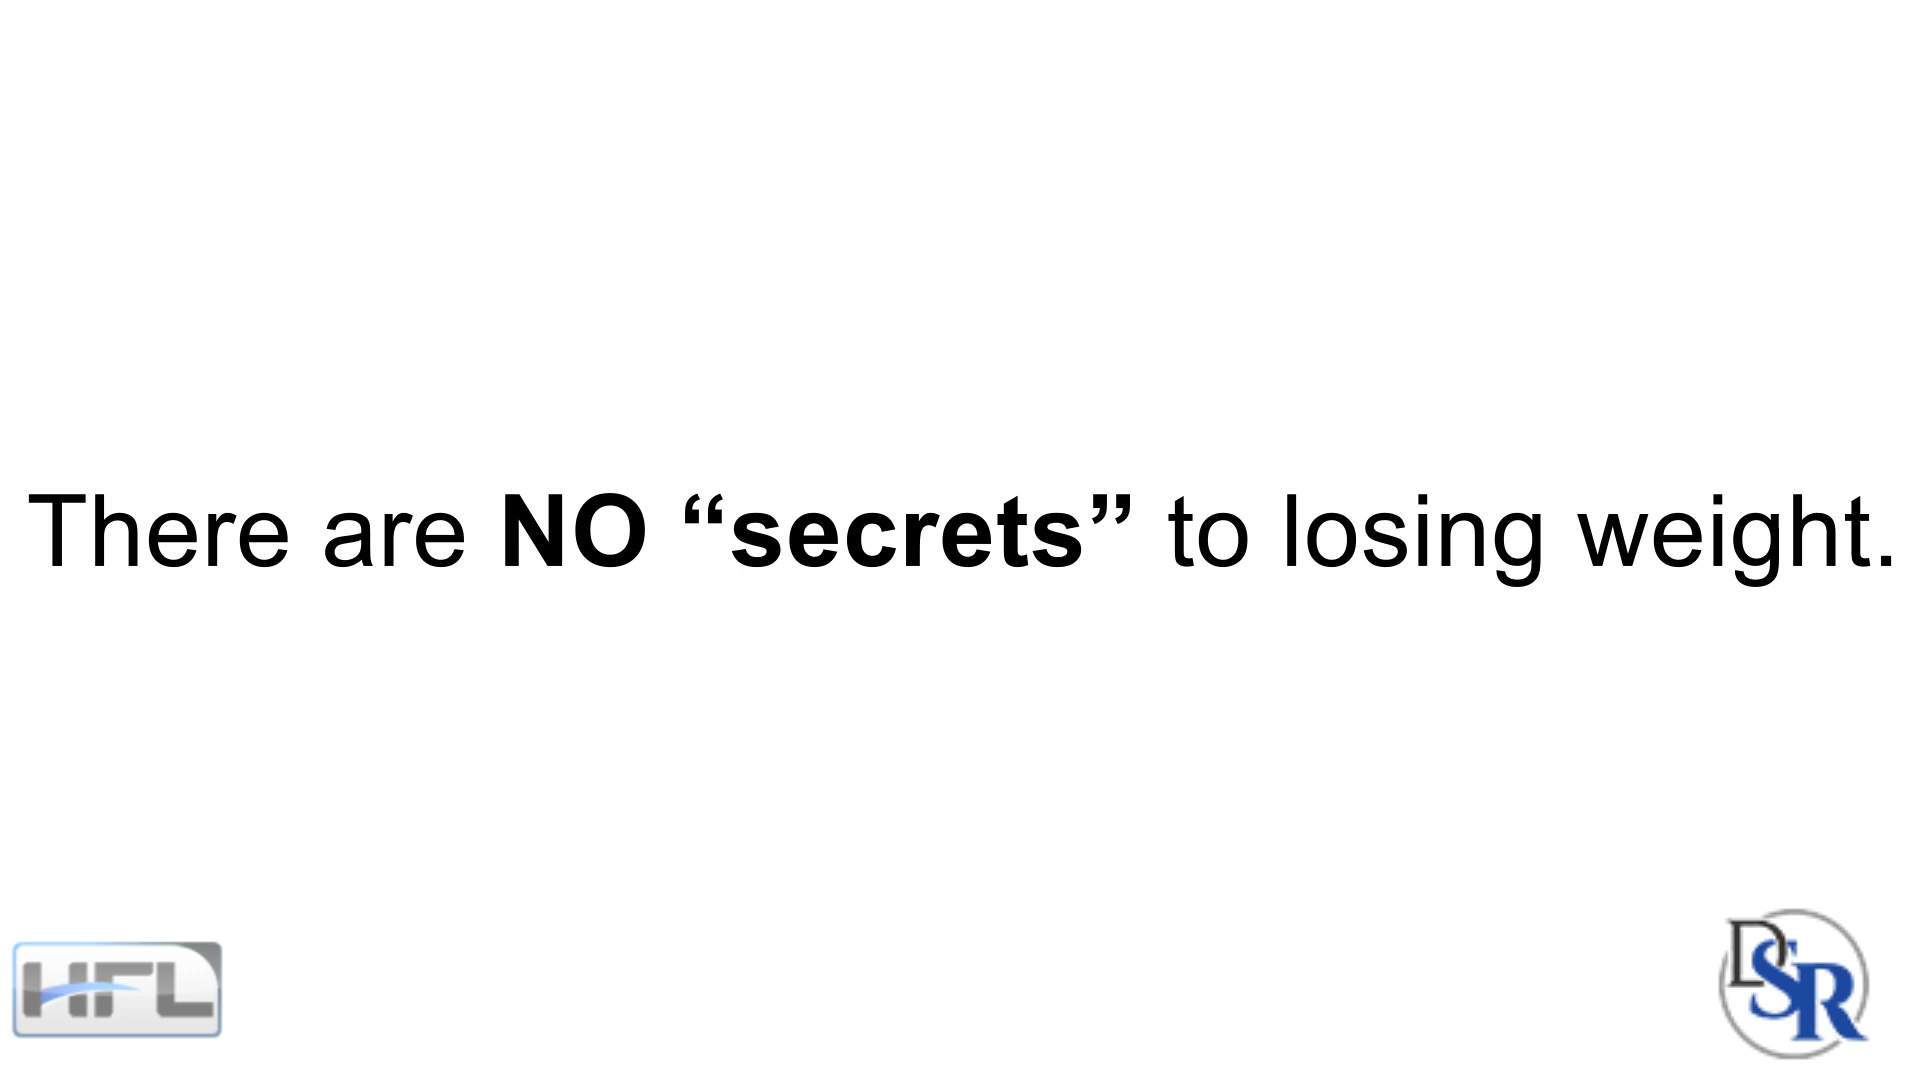 There are NO “secrets” to losing weight.
HFL
DSR